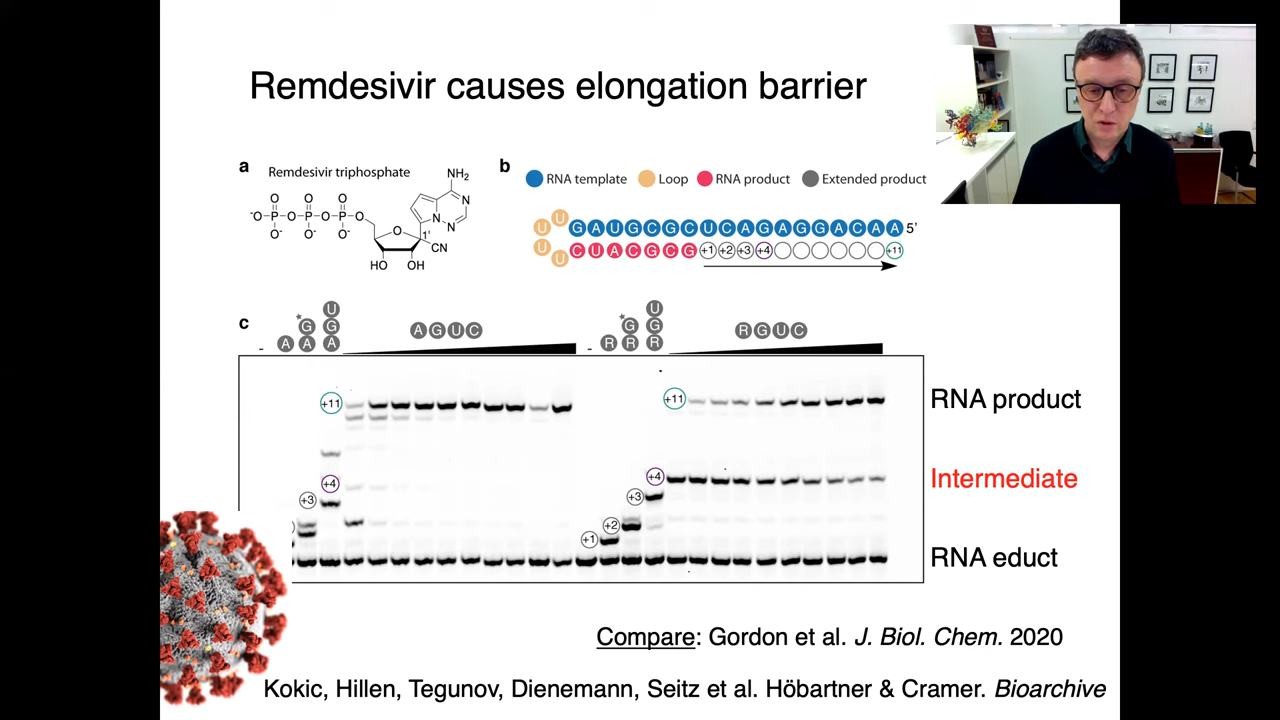 Remdesivir causes elongation barrier
a
Remdesivir triphosphate
NH₂
N
N
N
O O O
⁻O P O P O P O
O⁻ O⁻ O⁻
O
1'
CN
HO OH
b
RNA template Loop RNA product Extended product
U U G A U G C G C U C A G A G G A C A A 5'
U U C U A C G C G +1 +2 +3 +4 +11
c
- A *G A U G A A G U C
- R *G R U G R R G U C
+11 +11
+4 +4
+3 +3
+2
+1
RNA product
Intermediate
RNA educt
Compare: Gordon et al. J. Biol. Chem. 2020
Kokic, Hillen, Tegunov, Dienemann, Seitz et al. Höbartner & Cramer. Bioarchive